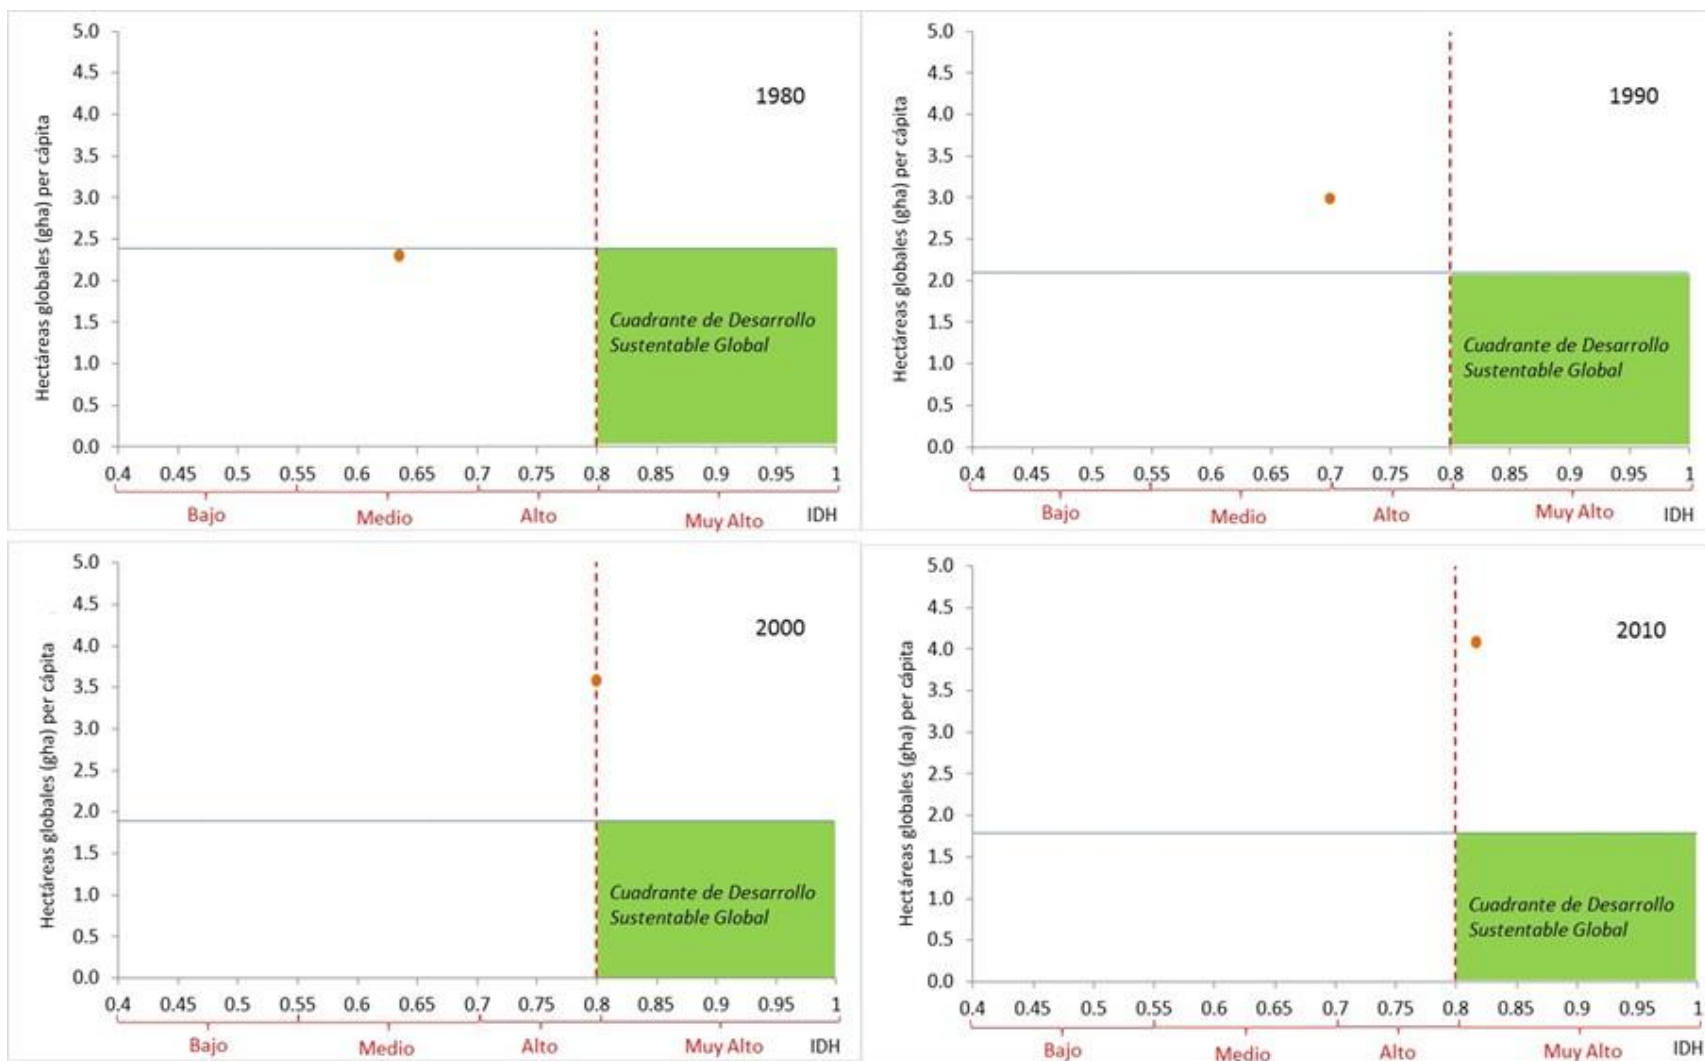 Hectáreas globales (gha) per cápita
5.0
4.5
4.0
3.5
3.0
2.5
2.0
1.5
1.0
0.5
0.0
1980
Cuadrante de Desarrollo
Sustentable Global
0.4 0.45 0.5 0.55 0.6 0.65 0.7 0.75 0.8 0.85 0.9 0.95 1
Bajo Medio Alto Muy Alto IDH
Hectáreas globales (gha) per cápita
5.0
4.5
4.0
3.5
3.0
2.5
2.0
1.5
1.0
0.5
0.0
1990
Cuadrante de Desarrollo
Sustentable Global
0.4 0.45 0.5 0.55 0.6 0.65 0.7 0.75 0.8 0.85 0.9 0.95 1
Bajo Medio Alto Muy Alto IDH
Hectáreas globales (gha) per cápita
5.0
4.5
4.0
3.5
3.0
2.5
2.0
1.5
1.0
0.5
0.0
2000
Cuadrante de Desarrollo
Sustentable Global
0.4 0.45 0.5 0.55 0.6 0.65 0.7 0.75 0.8 0.85 0.9 0.95 1
Bajo Medio Alto Muy Alto IDH
Hectáreas globales (gha) per cápita
5.0
4.5
4.0
3.5
3.0
2.5
2.0
1.5
1.0
0.5
0.0
2010
Cuadrante de Desarrollo
Sustentable Global
0.4 0.45 0.5 0.55 0.6 0.65 0.7 0.75 0.8 0.85 0.9 0.95 1
Bajo Medio Alto Muy Alto IDH